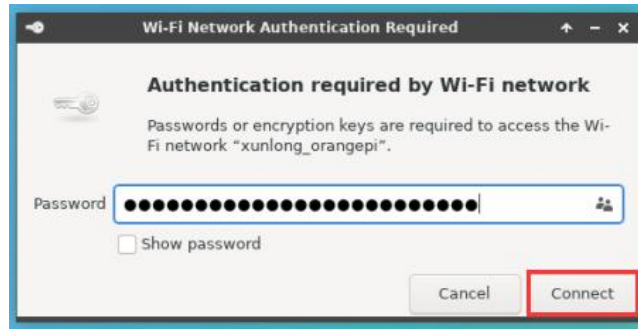 Wi-Fi Network Authentication Required
Authentication required by Wi-Fi network
Passwords or encryption keys are required to access the Wi-
Fi network “xunlong_orangepi”.
Password ●●●●●●●●●●●●●●●●●●●●●●●●●
Show password
Cancel Connect